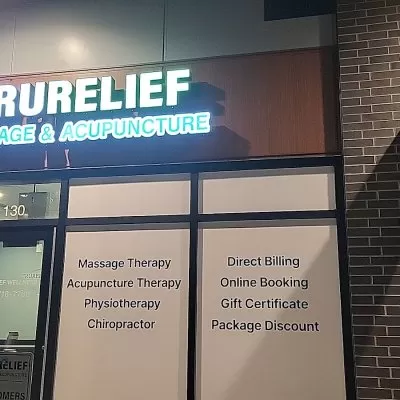 RURELIEF
AGE & ACUPUNCTURE
130
Massage Therapy
Acupuncture Therapy
Physiotherapy
Chiropractor
Direct Billing
Online Booking
Gift Certificate
Package Discount
RELIEF
OMERS